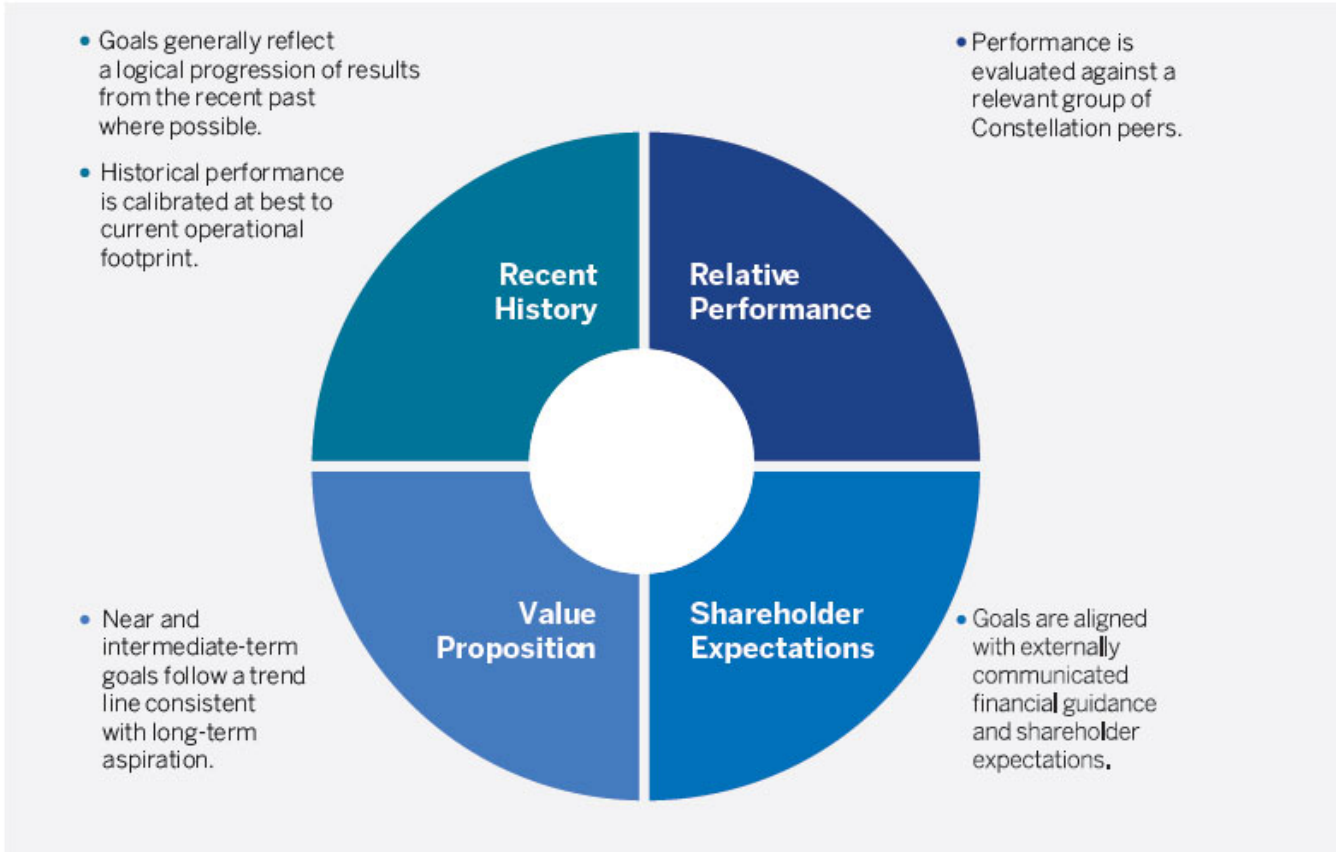 Goals generally reflect
a logical progression of results
from the recent past
where possible.
Historical performance
is calibrated at best to
current operational
footprint.
Performance is
evaluated against a
relevant group of
Constellation peers.
Recent
History
Relative
Performance
Value
Proposition
Shareholder
Expectations
Near and
intermediate-term
goals follow a trend
line consistent
with long-term
aspiration.
Goals are aligned
with externally
communicated
financial guidance
and shareholder
expectations.